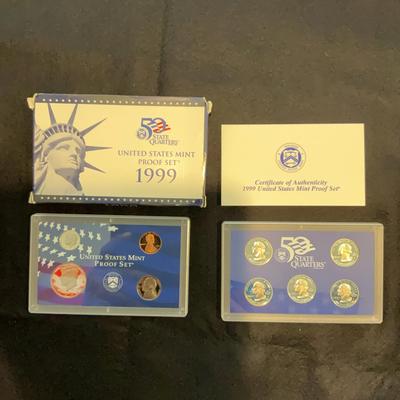 50
STATE
QUARTERS®
UNITED STATES MINT
PROOF SET®
1999
Certificate of Authenticity
1999 United States Mint Proof Set®
UNITED STATES MINT
PROOF SET®
50
STATE
QUARTERS